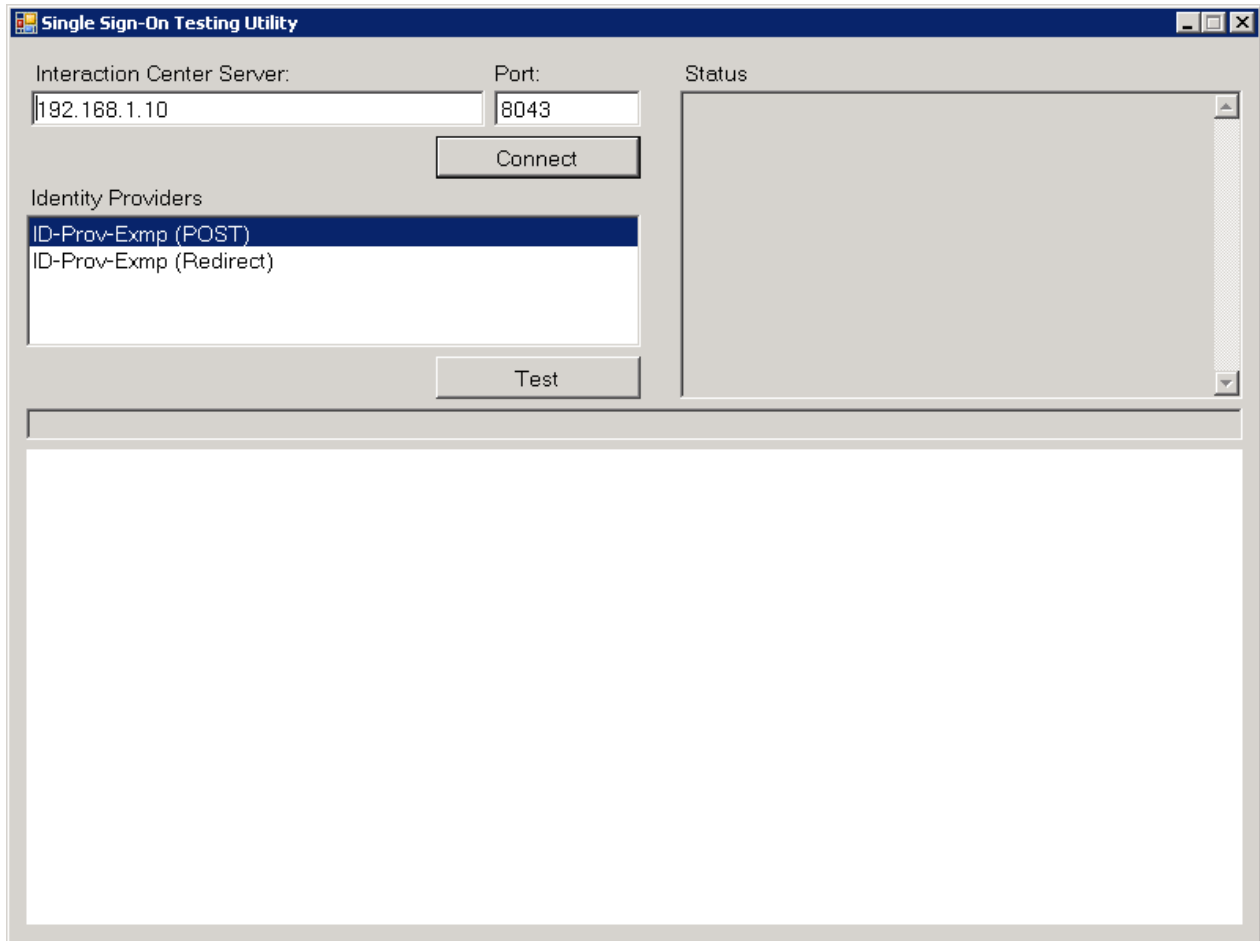 Single Sign-On Testing Utility
Interaction Center Server:
Port:
Status
192.168.1.10
8043
Connect
Identity Providers
ID-Prov-Exmp (POST)
ID-Prov-Exmp (Redirect)
Test